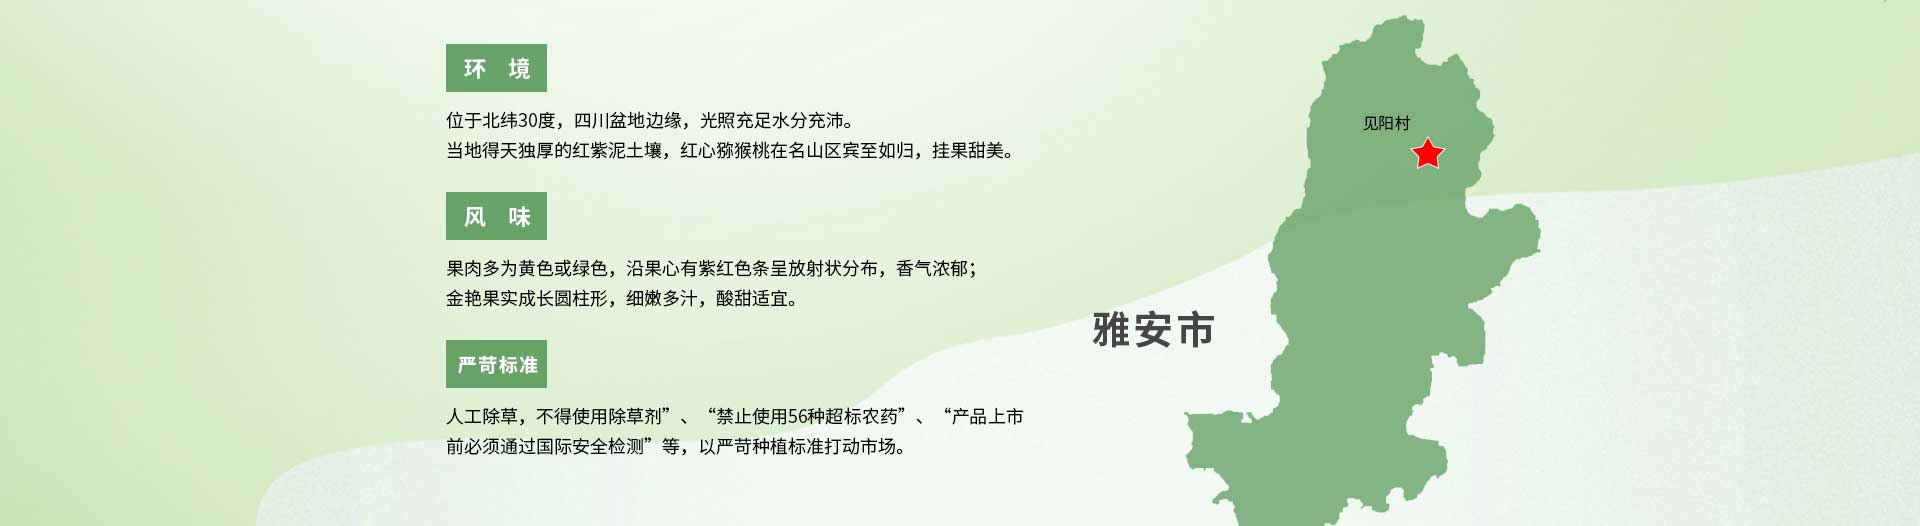 环 境
位于北纬30度，四川盆地边缘，光照充足水分充沛。
当地得天独厚的红紫泥土壤，红心猕猴桃在名山区宾至如归，挂果甜美。
风 味
果肉多为黄色或绿色，沿果心有紫红色条呈放射状分布，香气浓郁；
金艳果实成长圆柱形，细嫩多汁，酸甜适宜。
严苛标准
人工除草，不得使用除草剂”、“禁止使用56种超标农药”、“产品上市
前必须通过国际安全检测”等，以严苛种植标准打动市场。
见阳村
雅安市